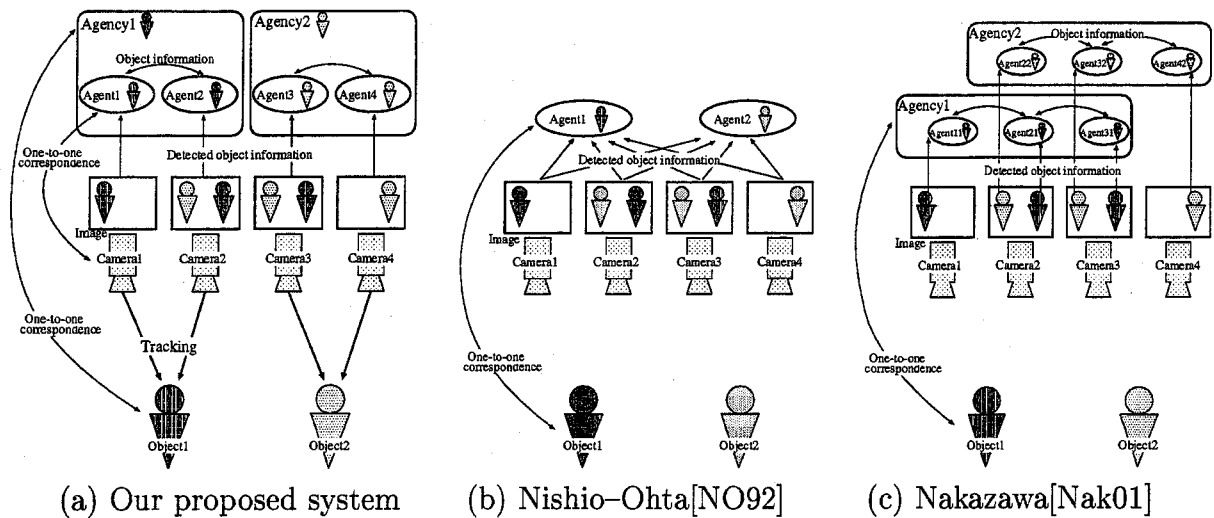 Agency1
Object information
Agent1
Agent2
Agency2
Agent3
Agent4
One-to-one
correspondence
Detected object information
Image
Camera1
Camera2
Camera3
Camera4
One-to-one
correspondence
Tracking
Object1
Object2
(a) Our proposed system
Agent1
Agent2
Detected object information
Image
Camera1
Camera2
Camera3
Camera4
One-to-one
correspondence
Object1
Object2
(b) Nishio–Ohta[NO92]
Agency2
Object information
Agent22
Agent32
Agent42
Agency1
Agent11
Agent21
Agent31
Detected object information
Image
Camera1
Camera2
Camera3
Camera4
One-to-one
correspondence
Object1
Object2
(c) Nakazawa[Nak01]